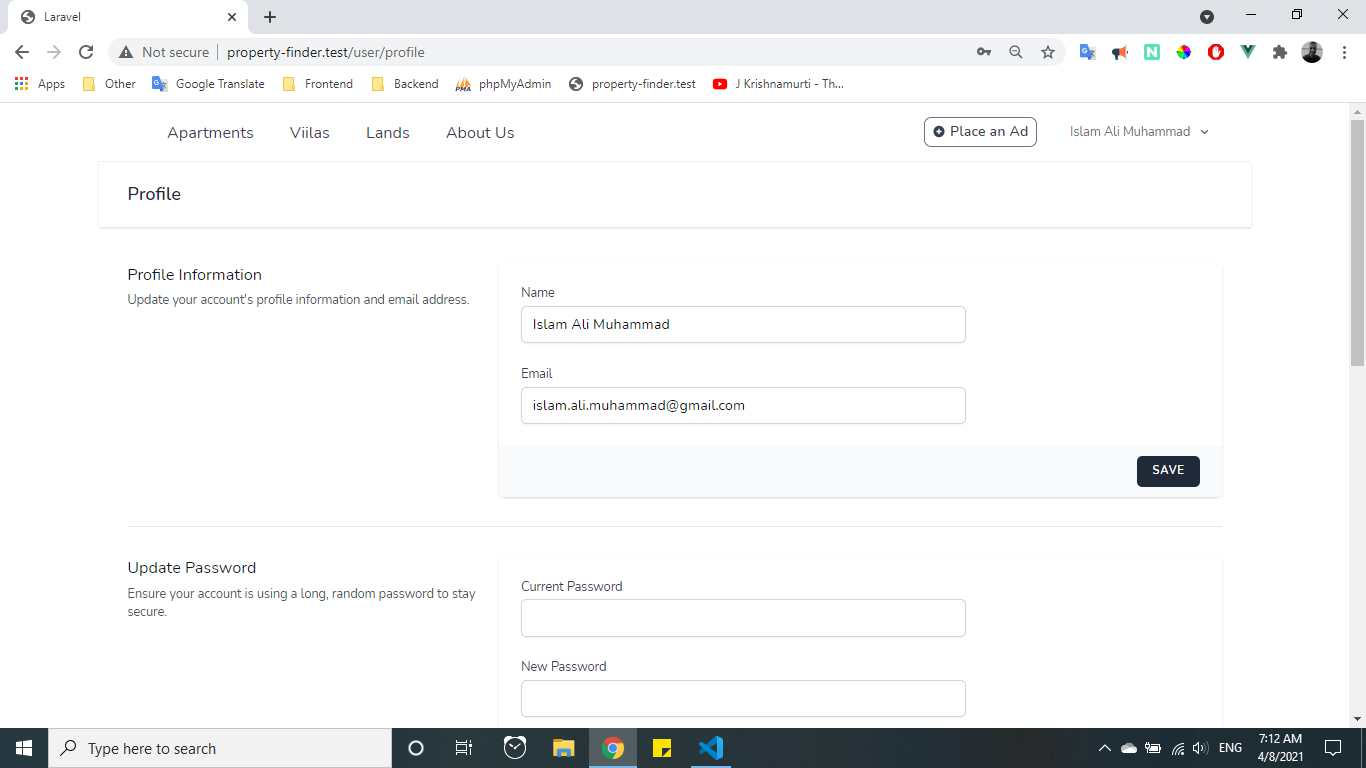 Laravel
Not secure property-finder.test/user/profile
Apps Other Google Translate Frontend Backend phpMyAdmin property-finder.test J Krishnamurti - Th...
Apartments Viilas Lands About Us Place an Ad Islam Ali Muhammad
Profile
Profile Information
Update your account's profile information and email address.
Name
Islam Ali Muhammad
Email
islam.ali.muhammad@gmail.com
SAVE
Update Password
Ensure your account is using a long, random password to stay
secure.
Current Password
New Password
Type here to search
ENG
7:12 AM
4/8/2021